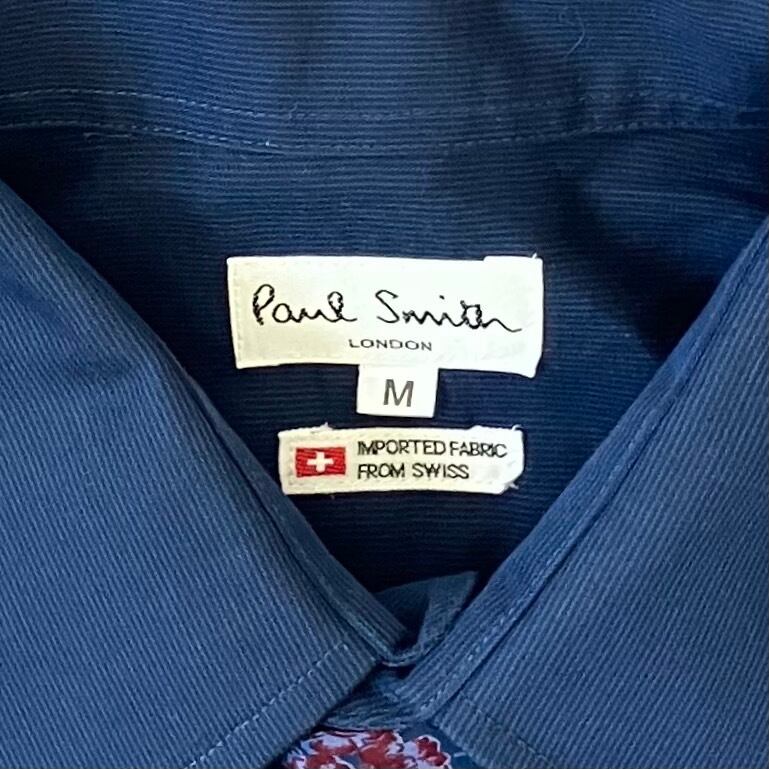 Paul Smith
LONDON
M
IMPORTED FABRIC
FROM SWISS